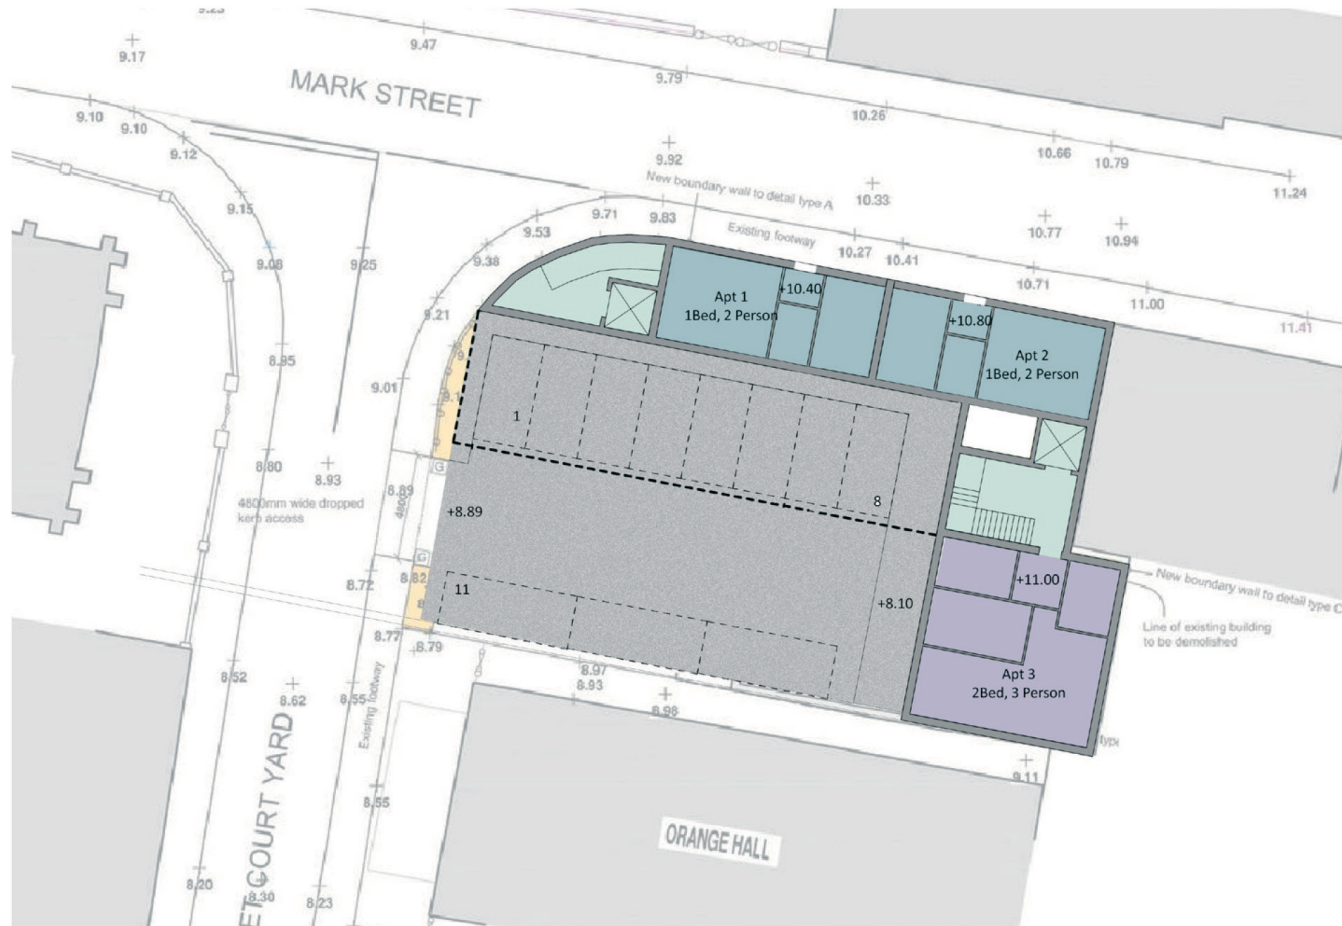 9.23
9.17
9.47
9.79
10.26
10.66
10.79
11.24
MARK STREET
9.10
9.10
9.12
9.15
9.92
New boundary wall to detail type A
10.33
10.77
10.94
9.71
9.83
Existing footway
9.53
9.38
10.27
10.41
10.71
11.00
11.41
9.08
9.25
9.21
8.95
9.01
Apt 1
1Bed, 2 Person
+10.40
+10.80
Apt 2
1Bed, 2 Person
1
8
8.80
8.93
4800mm wide dropped
kerb access
8.89
4800
G
+8.89
G
8.72
8.82
11
+8.10
+11.00
New boundary wall to detail type C
Line of existing building
to be demolished
Apt 3
2Bed, 3 Person
8.77
8.79
8.97
8.93
8.98
8.52
8.62
8.55
Existing footway
type
9.11
8.55
ORANGE HALL
ET COURT YARD
8.20
8.30
8.23